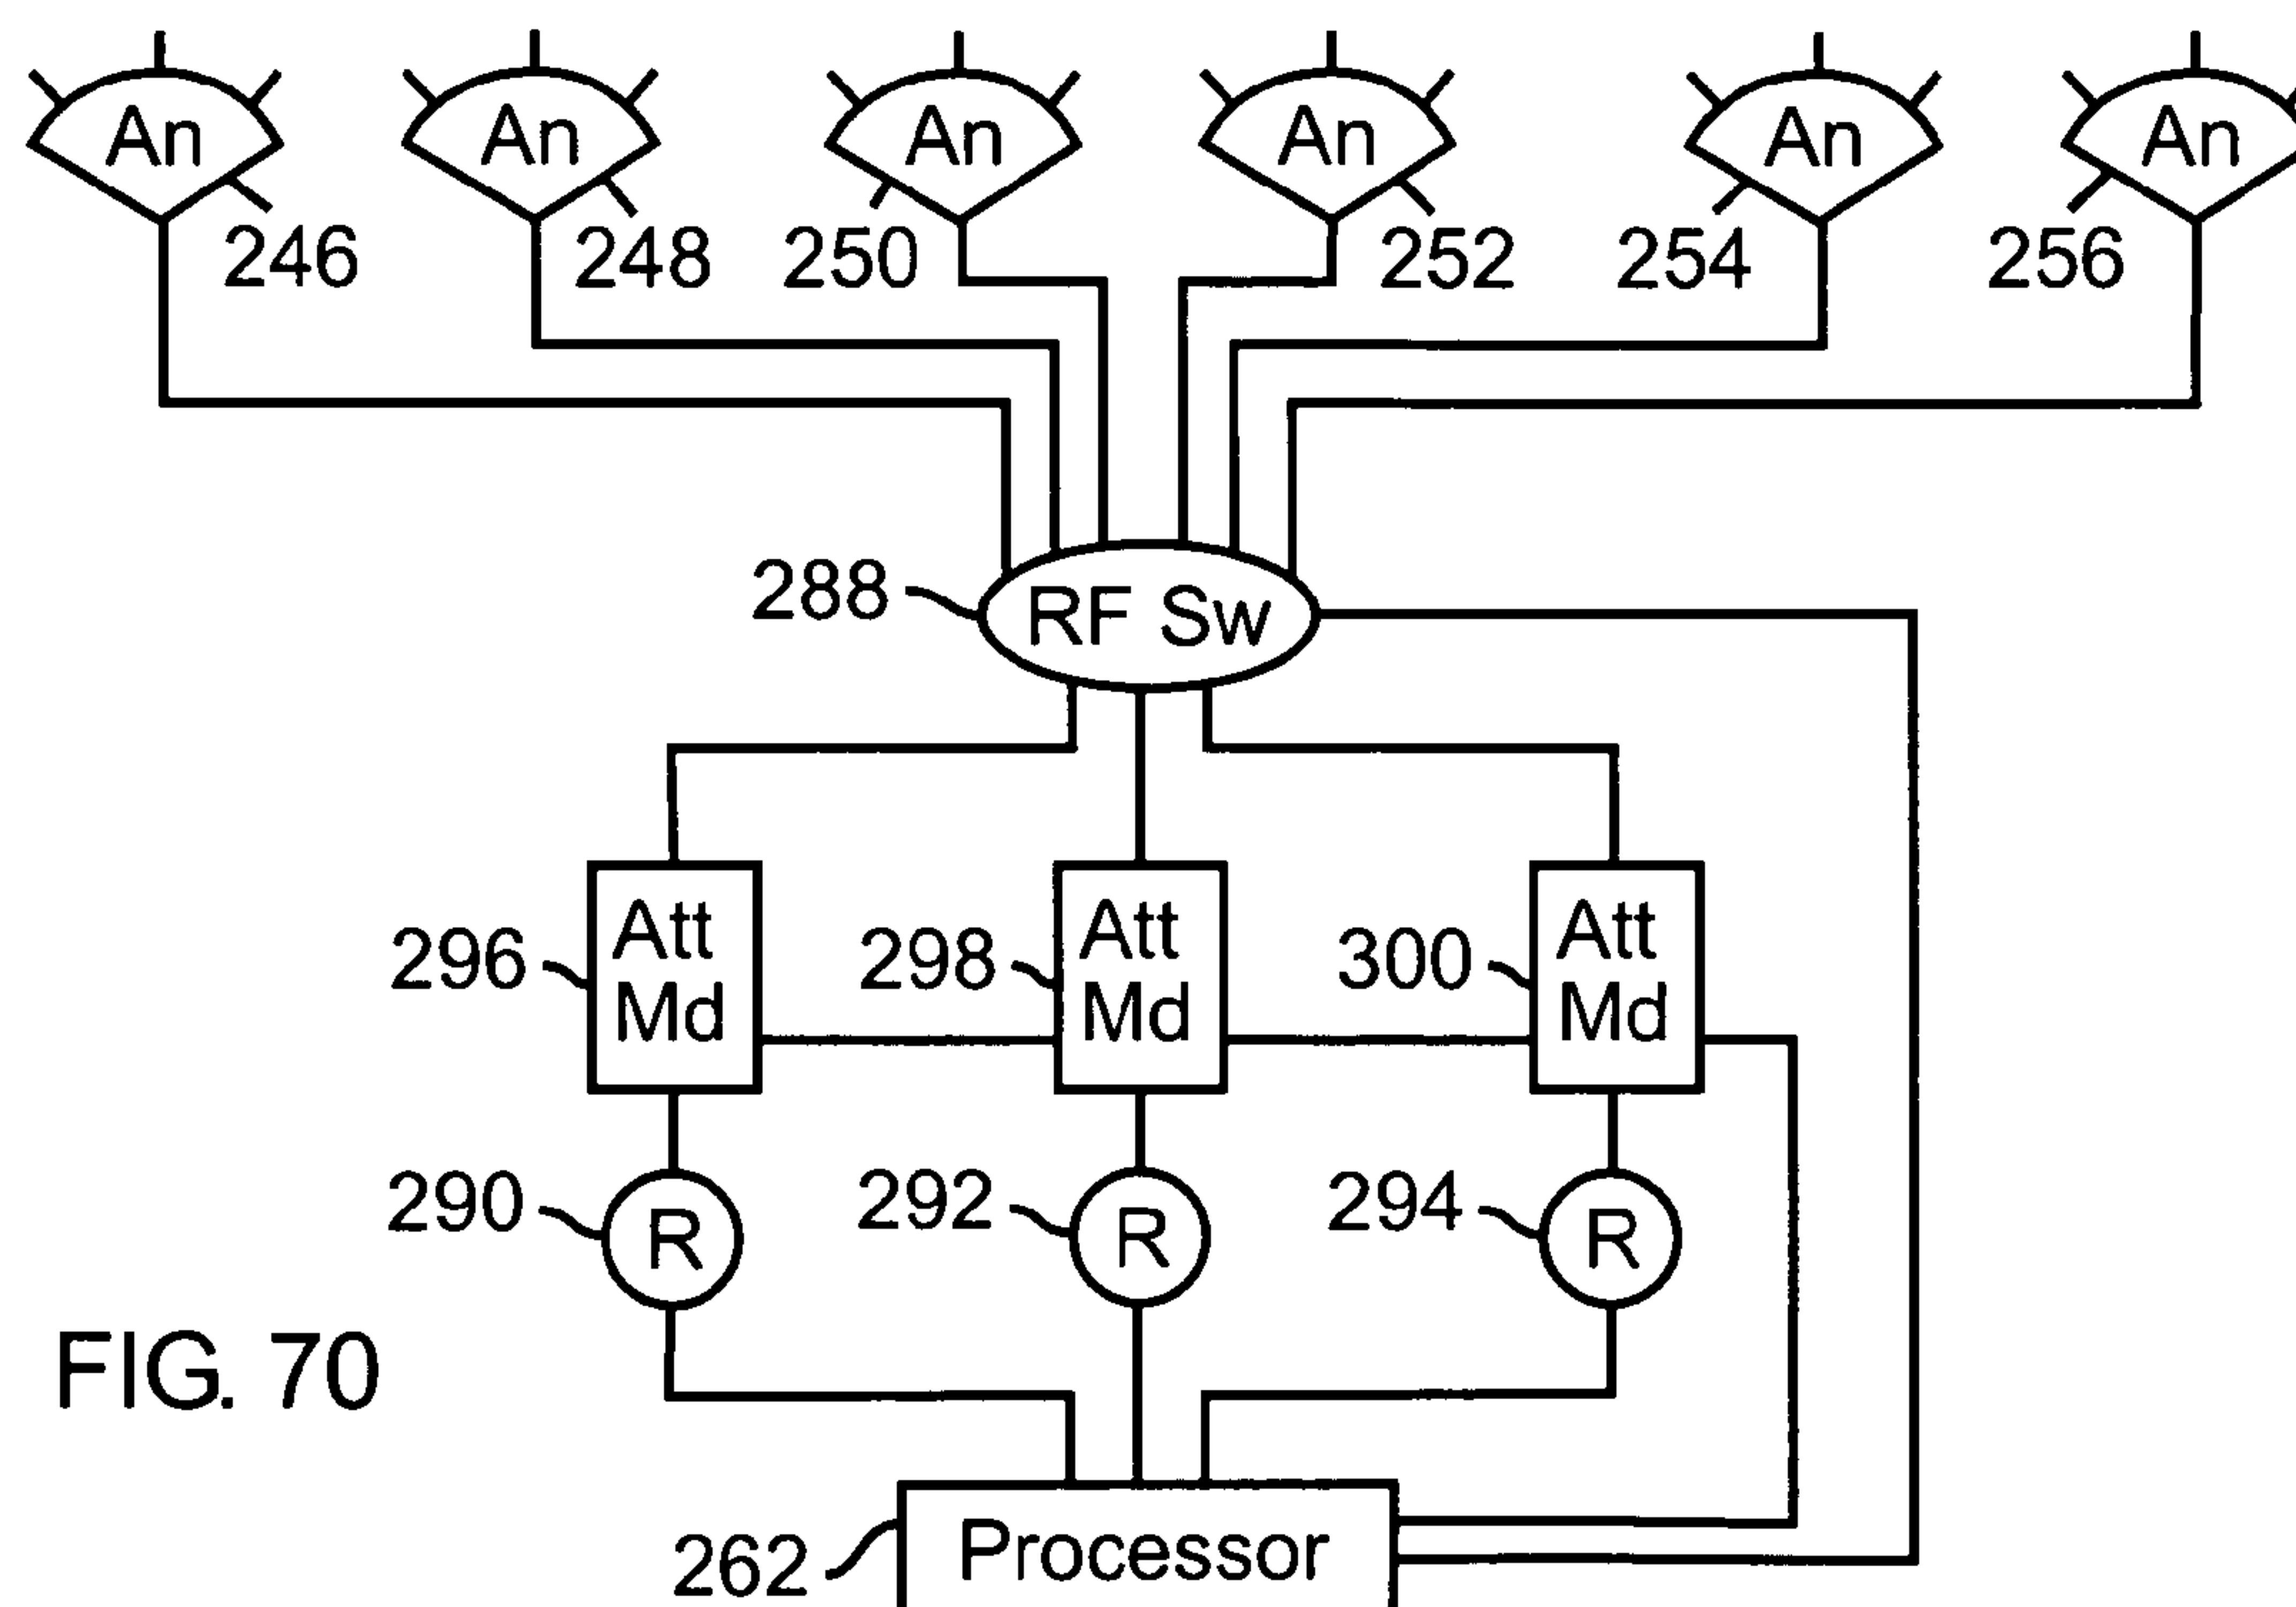 An An An An An An
246 248 250 252 254 256
288 RF Sw
Att Att Att
296 298 300
Md Md Md
290 R 292 R 294 R
FIG. 70
262 Processor